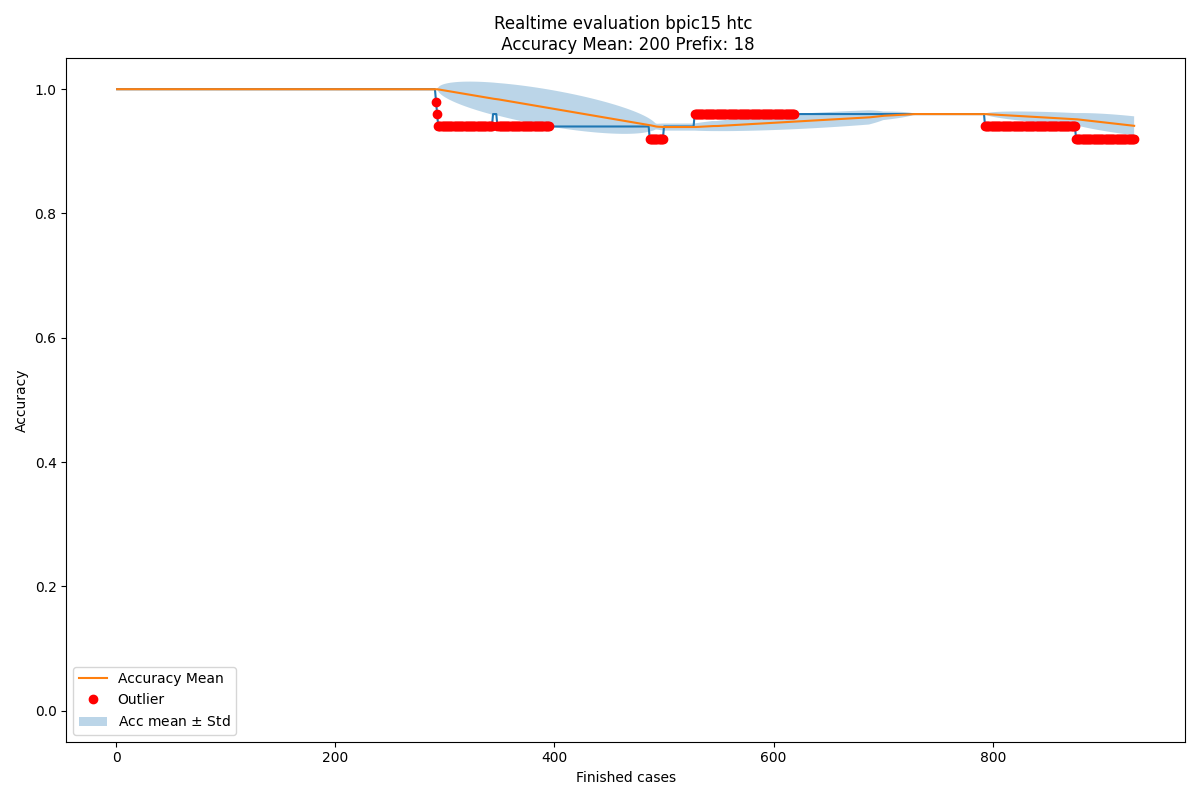 Realtime evaluation bpic15 htc
Accuracy Mean: 200 Prefix: 18
1.0
0.8
0.6
0.4
0.2
0.0
Accuracy
Accuracy Mean
Outlier
Acc mean ± Std
0 200 400 600 800
Finished cases